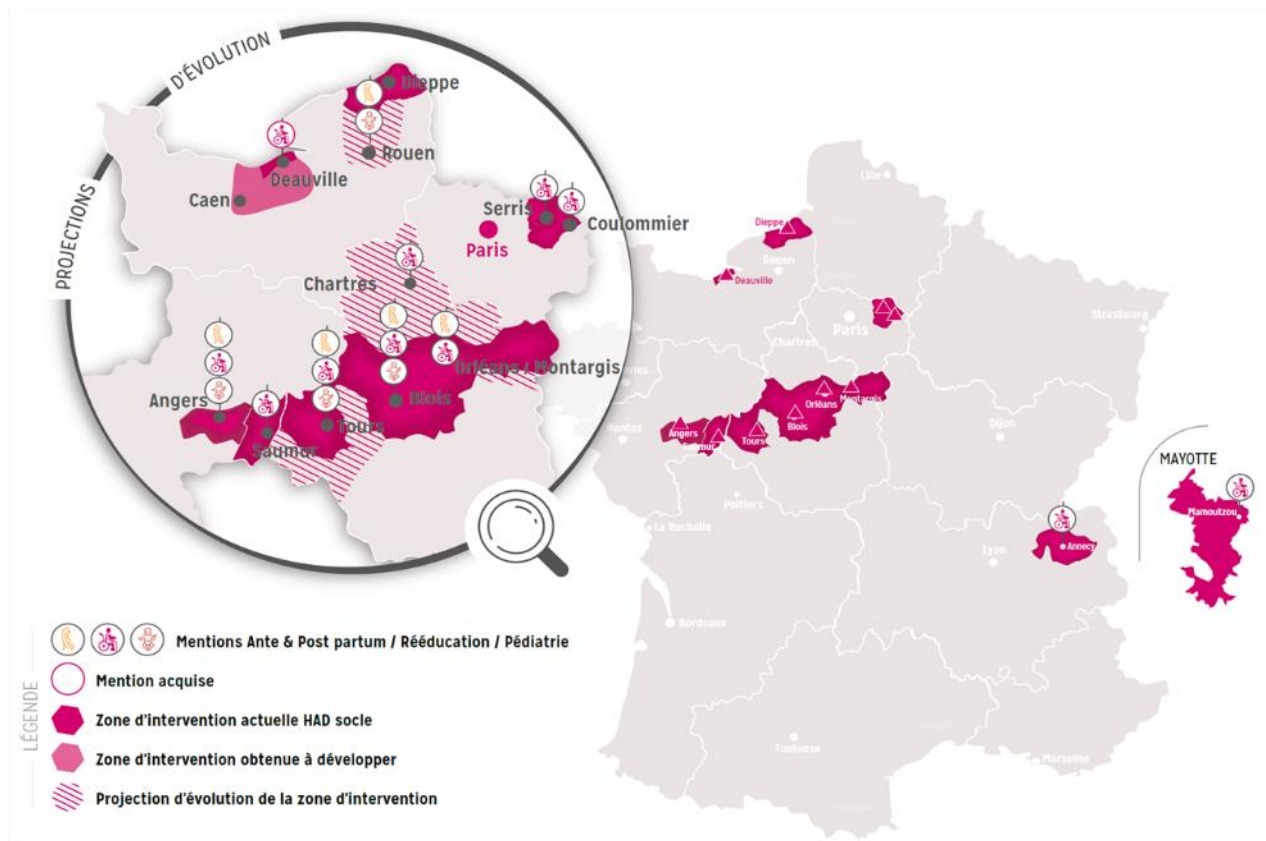 PROJECTIONS
D'ÉVOLUTION
Dieppe
Rouen
Deauville
Caen
Serris
Coulommier
Paris
Chartres
Orléans / Montargis
Blois
Angers
Tours
Saumur
Lille
Dieppe
Rouen
Deauville
Paris
Strasbourg
Chartres
Orléans
Montargis
Blois
Nantes
Angers
Saumur
Tours
Dijon
Poitiers
La Rochelle
Lyon
Annecy
Bordeaux
Toulouse
Marseille
MAYOTTE
Mamoutzou
LÉGENDE
Mentions Ante & Post partum / Rééducation / Pédiatrie
Mention acquise
Zone d'intervention actuelle HAD socle
Zone d'intervention obtenue à développer
Projection d'évolution de la zone d'intervention